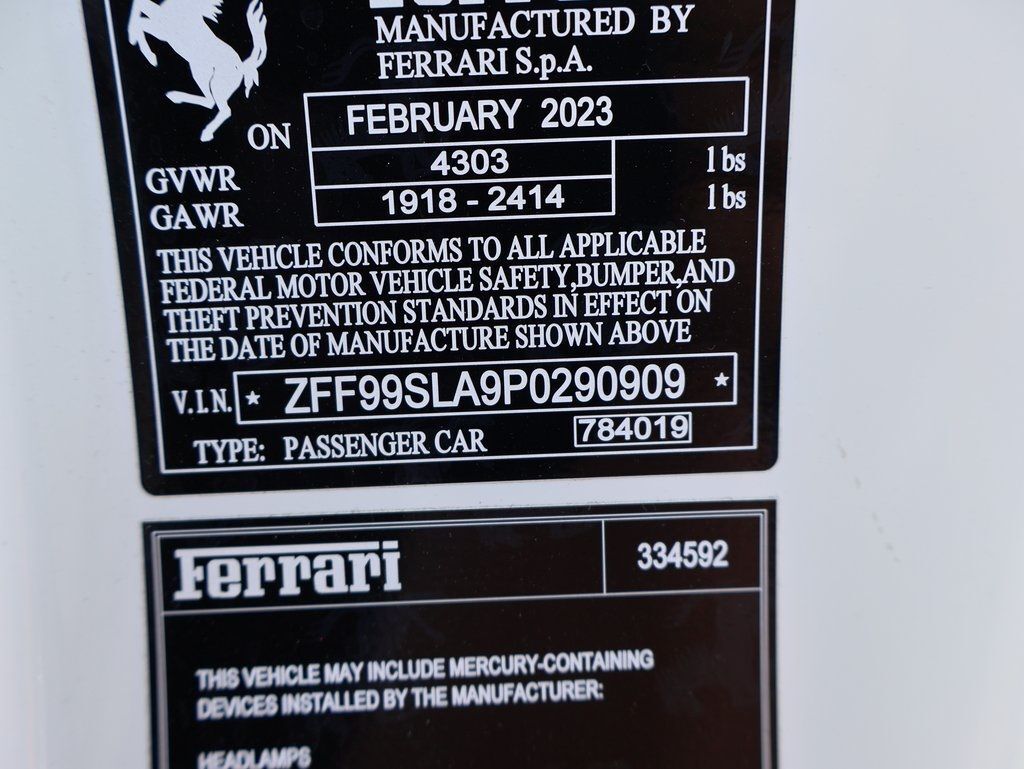 MANUFACTURED BY
FERRARI S.p.A.
ON FEBRUARY 2023
GVWR 4303 lbs
GAWR 1918 - 2414 lbs
THIS VEHICLE CONFORMS TO ALL APPLICABLE
FEDERAL MOTOR VEHICLE SAFETY,BUMPER,AND
THEFT PREVENTION STANDARDS IN EFFECT ON
THE DATE OF MANUFACTURE SHOWN ABOVE
V.I.N. * ZFF99SLA9P0290909 *
TYPE: PASSENGER CAR 784019
Ferrari 334592
THIS VEHICLE MAY INCLUDE MERCURY-CONTAINING
DEVICES INSTALLED BY THE MANUFACTURER:
HEADLAMPS